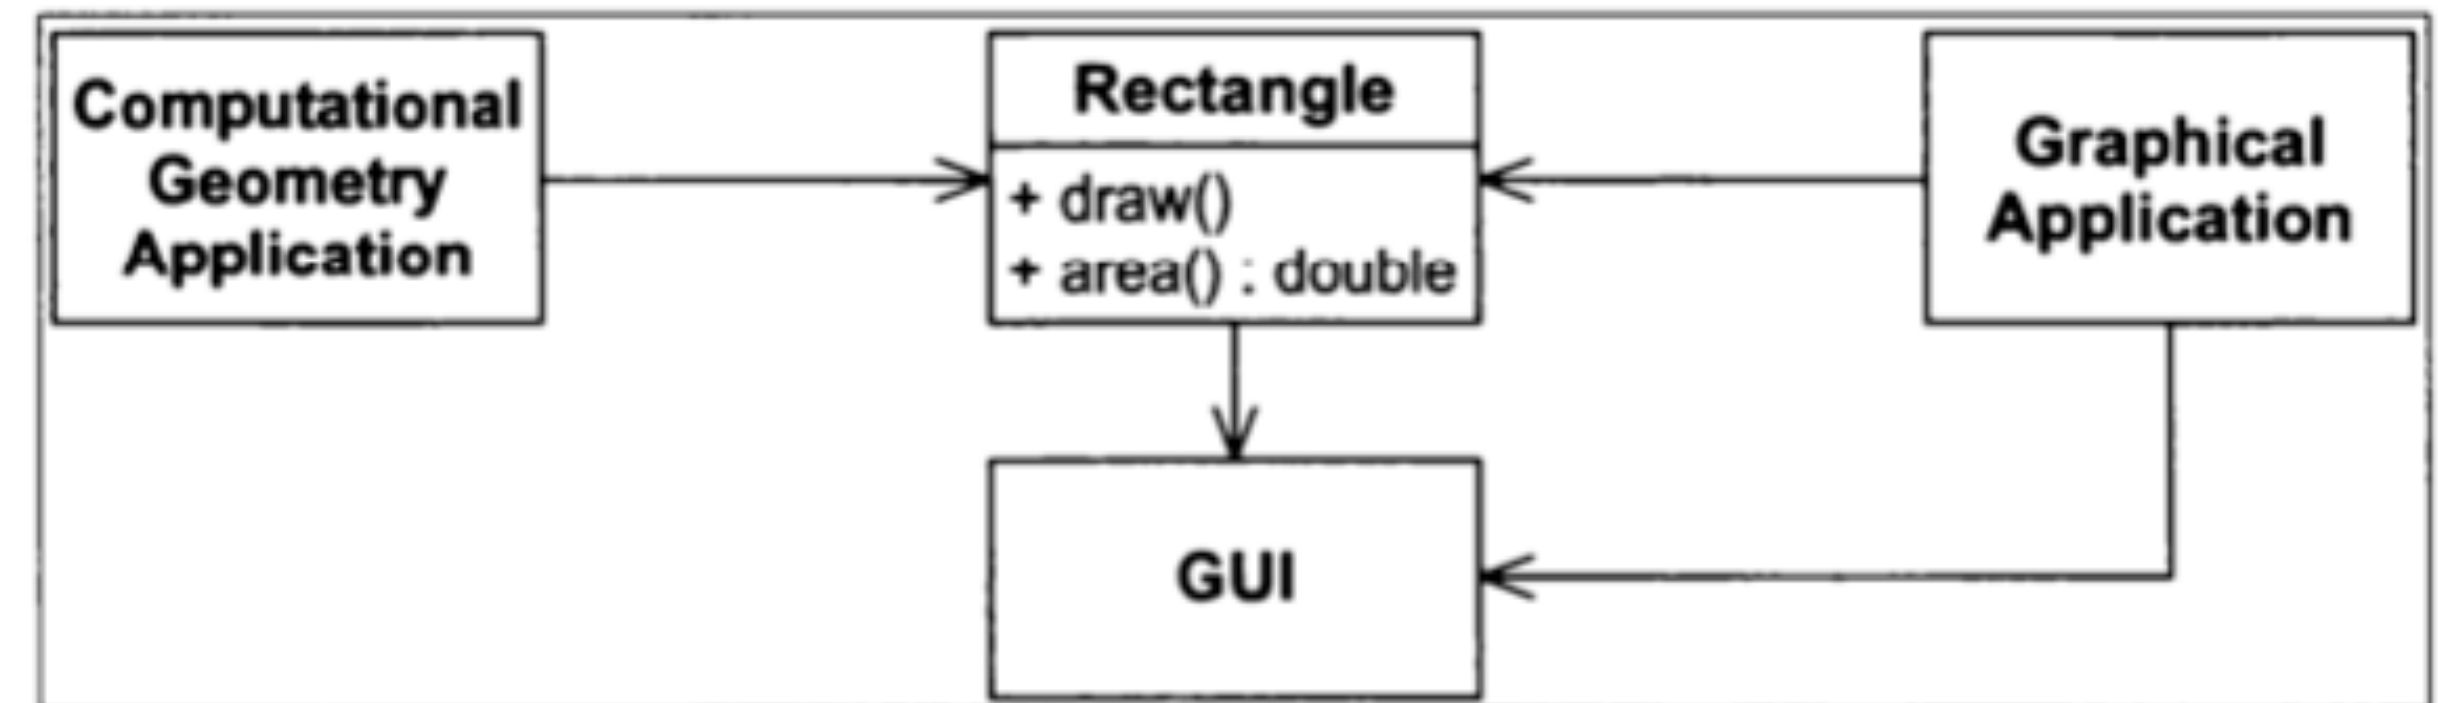 Computational
Geometry
Application
Rectangle
+ draw()
+ area() : double
Graphical
Application
GUI